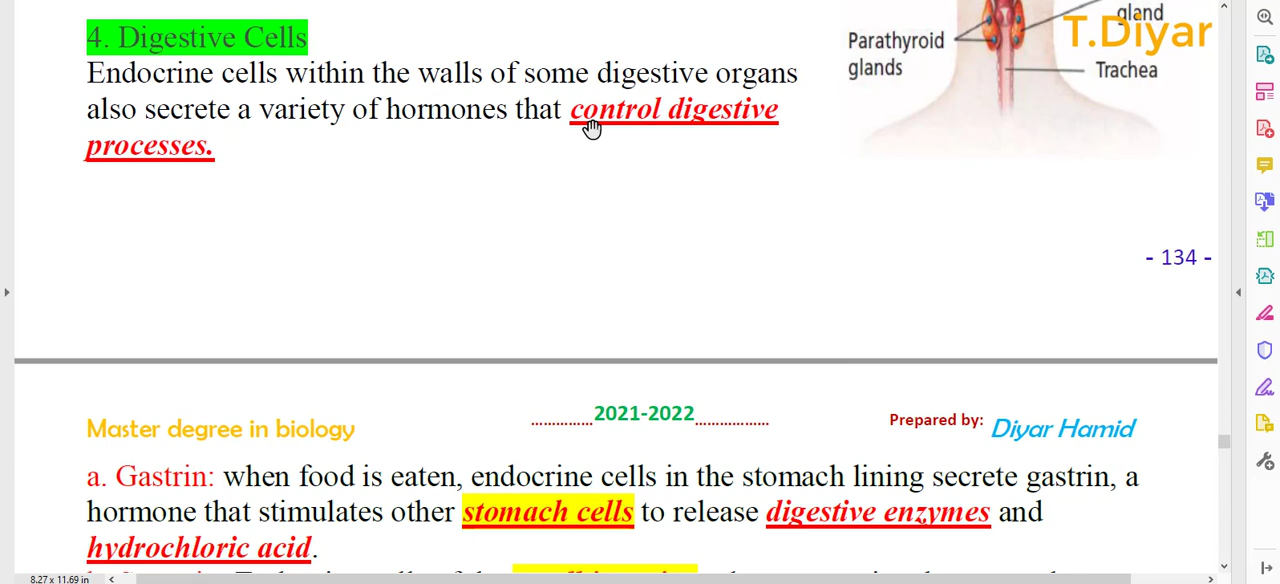 gland
T.Diyar
Parathyroid
glands
Trachea
4. Digestive Cells
Endocrine cells within the walls of some digestive organs
also secrete a variety of hormones that control digestive
processes.
- 134 -
Master degree in biology
..............2021-2022................
Prepared by: Diyar Hamid
a. Gastrin: when food is eaten, endocrine cells in the stomach lining secrete gastrin, a
hormone that stimulates other stomach cells to release digestive enzymes and
hydrochloric acid.
8.27 x 11.69 in